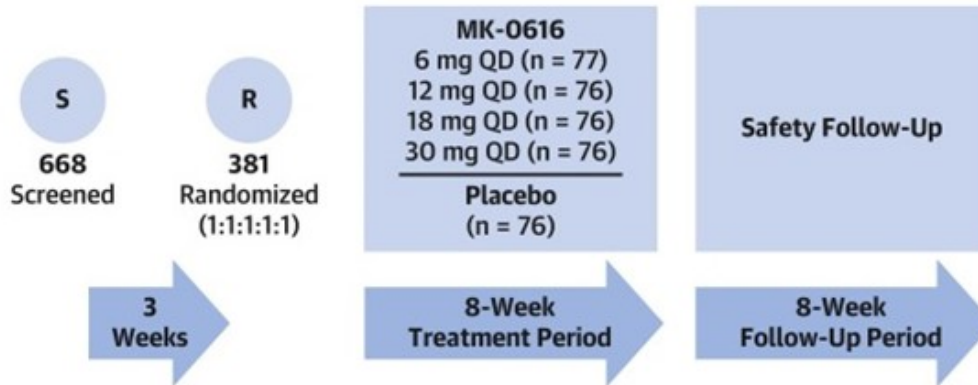 S
668
Screened
R
381
Randomized
(1:1:1:1:1)
MK-0616
6 mg QD (n = 77)
12 mg QD (n = 76)
18 mg QD (n = 76)
30 mg QD (n = 76)
Placebo
(n = 76)
Safety Follow-Up
3
Weeks
8-Week
Treatment Period
8-Week
Follow-Up Period